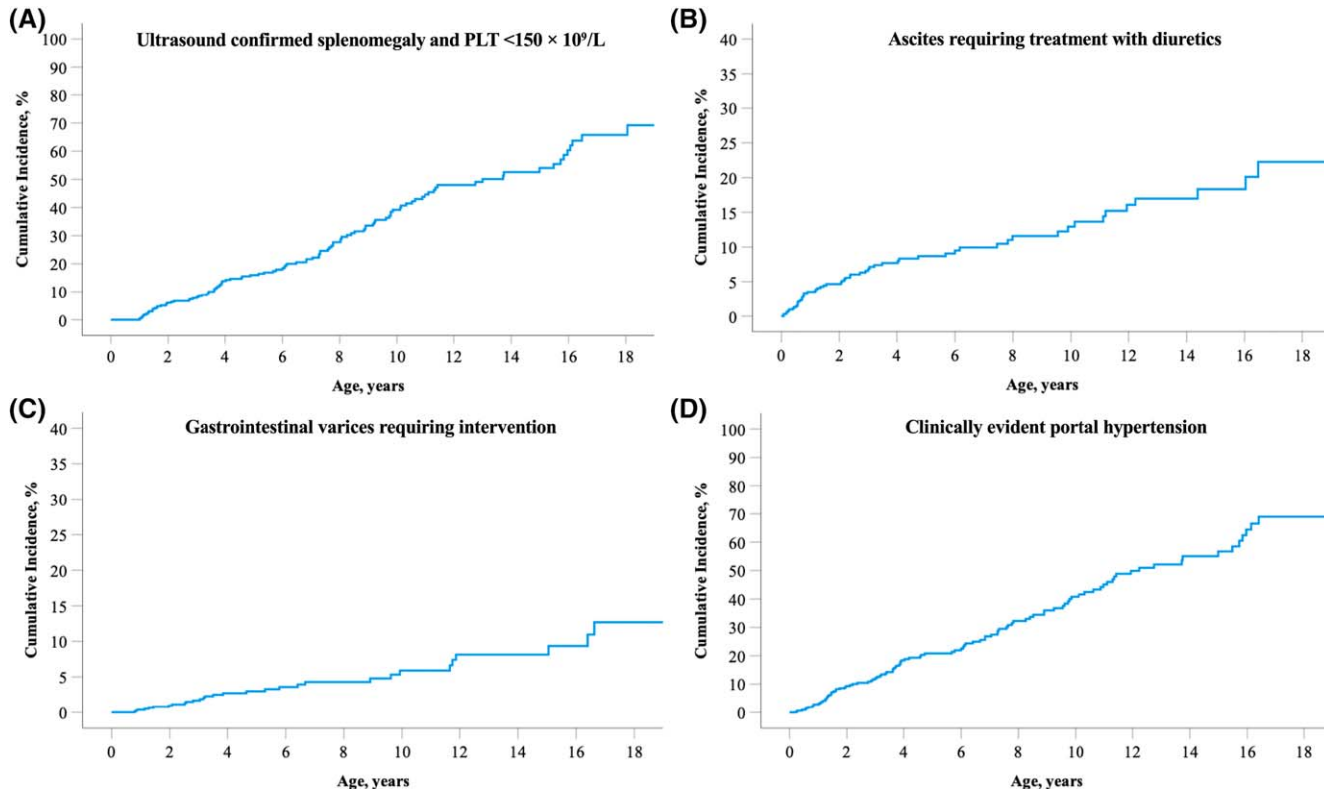 (A)
Ultrasound confirmed splenomegaly and PLT <150 × 10⁹/L
Cumulative Incidence, %
100
90
80
70
60
50
40
30
20
10
0
0 2 4 6 8 10 12 14 16 18
Age, years
(B)
Ascites requiring treatment with diuretics
Cumulative Incidence, %
40
35
30
25
20
15
10
5
0
0 2 4 6 8 10 12 14 16 18
Age, years
(C)
Gastrointestinal varices requiring intervention
Cumulative Incidence, %
40
35
30
25
20
15
10
5
0
0 2 4 6 8 10 12 14 16 18
Age, years
(D)
Clinically evident portal hypertension
Cumulative Incidence, %
100
90
80
70
60
50
40
30
20
10
0
0 2 4 6 8 10 12 14 16 18
Age, years